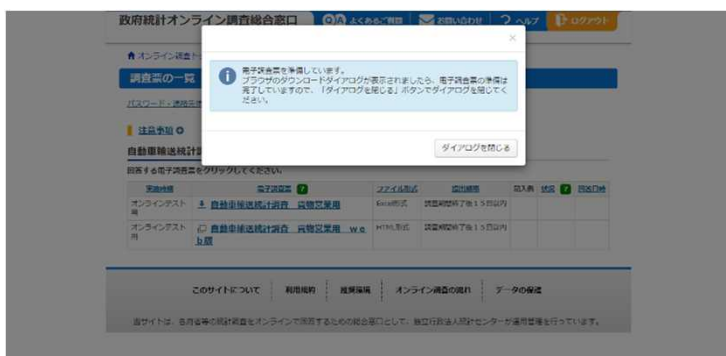 政府統計オンライン調査総合窓口
Q&A よくあるご質問
お問い合わせ
? ヘルプ
ログアウト
×
オンライン調査
調査票の一覧
電子調査票を準備しています。
ブラウザのダウンロードダイアログが表示されましたら、電子調査票の準備は
完了していますので、「ダイアログを閉じる」ボタンでダイアログを閉じてく
ださい。
パスワード・連絡先
注意事項
ダイアログを閉じる
自動車輸送統計
回答する電子調査票をクリックしてください。
実施時期 電子調査票 ? ファイル形式 提出期限 記入例 状況 ? 回答日時
オンラインテスト
用
自動車輸送統計調査 貨物営業用
Excel形式 調査期間終了後15日以内
オンラインテスト
用
自動車輸送統計調査 貨物営業用 we
b版
HTML形式 調査期間終了後15日以内
このサイトについて 利用規約 推奨環境 オンライン調査の流れ データの保護
当サイトは、各府省等の統計調査をオンラインで回答するための総合窓口として、独立行政法人統計センターが運用管理を行っています。